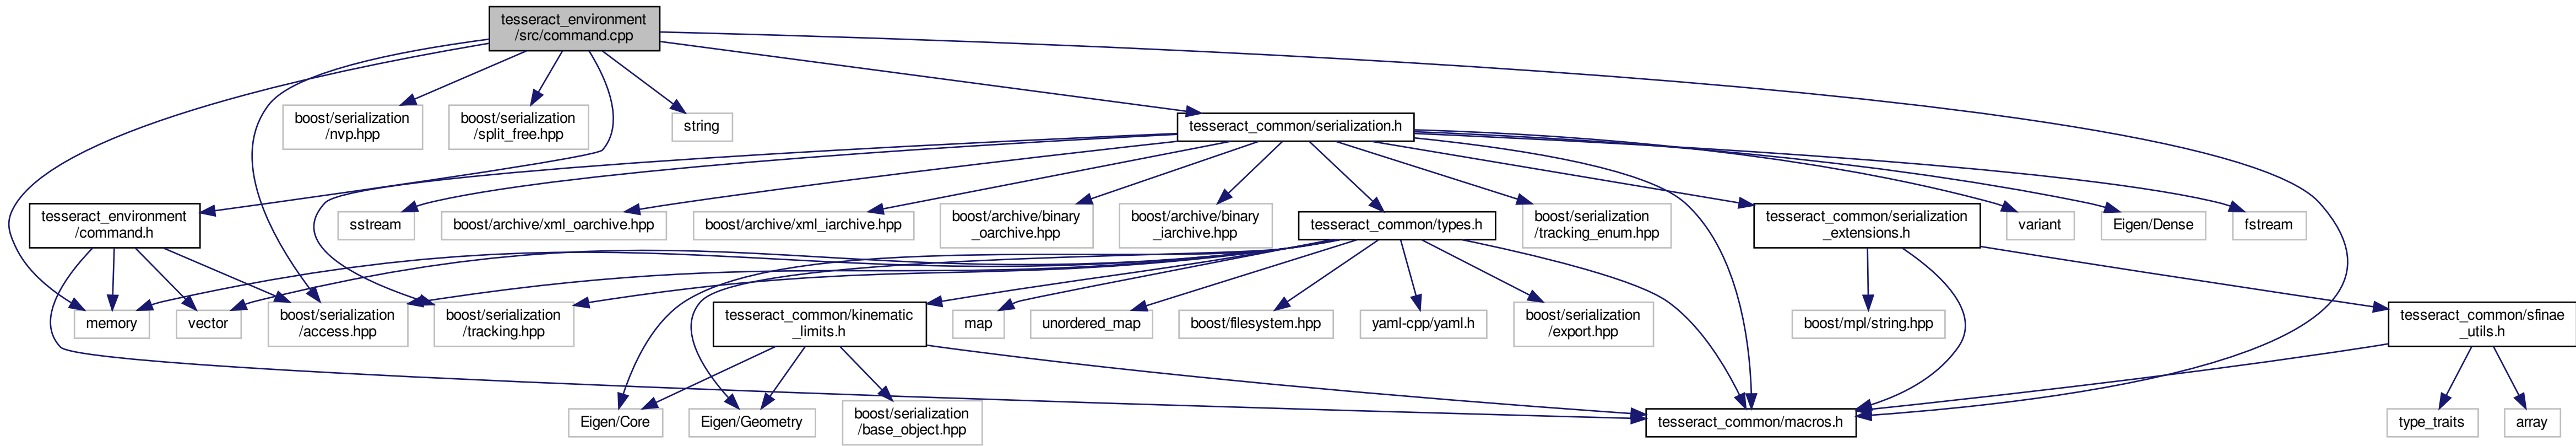 tesseract_environment
/src/command.cpp
boost/serialization
/nvp.hpp
boost/serialization
/split_free.hpp
string
tesseract_common/serialization.h
tesseract_environment
/command.h
sstream
boost/archive/xml_oarchive.hpp
boost/archive/xml_iarchive.hpp
boost/archive/binary
_oarchive.hpp
boost/archive/binary
_iarchive.hpp
tesseract_common/types.h
boost/serialization
/tracking_enum.hpp
tesseract_common/serialization
_extensions.h
variant
Eigen/Dense
fstream
memory
vector
boost/serialization
/access.hpp
boost/serialization
/tracking.hpp
tesseract_common/kinematic
_limits.h
map
unordered_map
boost/filesystem.hpp
yaml-cpp/yaml.h
boost/serialization
/export.hpp
boost/mpl/string.hpp
tesseract_common/sfinae
_utils.h
Eigen/Core
Eigen/Geometry
boost/serialization
/base_object.hpp
tesseract_common/macros.h
type_traits
array